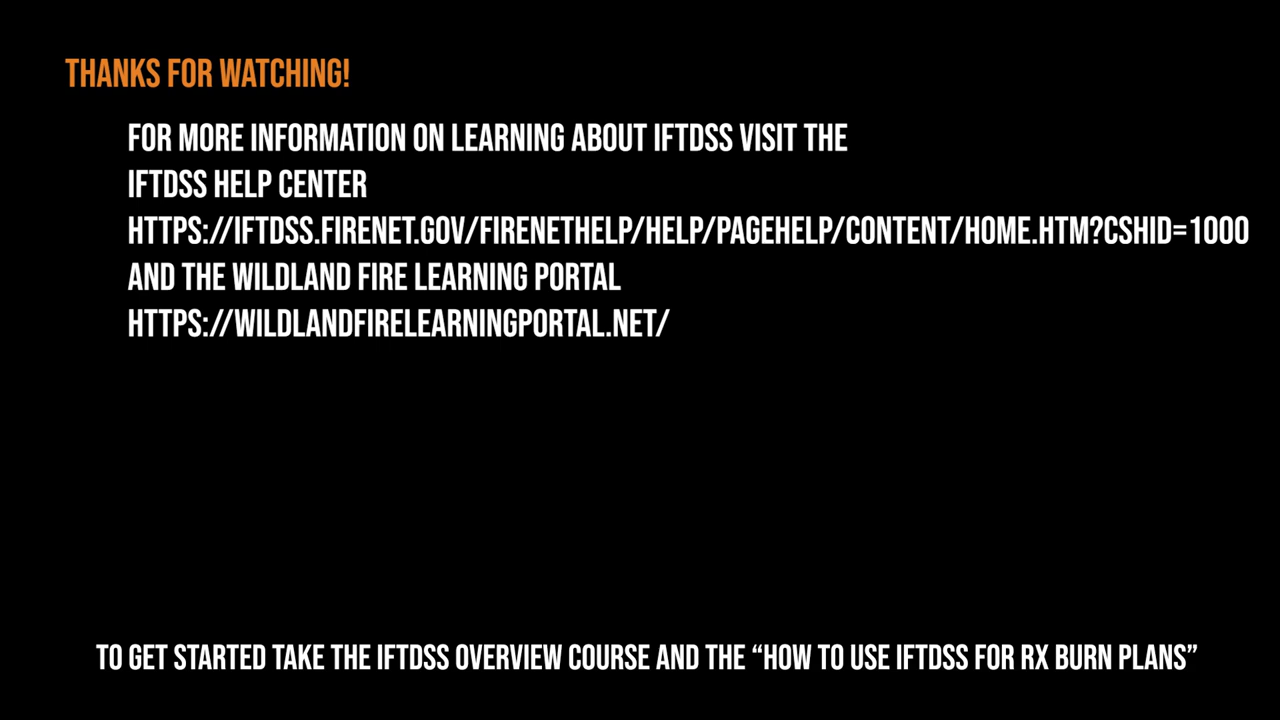 THANKS FOR WATCHING!
FOR MORE INFORMATION ON LEARNING ABOUT IFTDSS VISIT THE
IFTDSS HELP CENTER
HTTPS://IFTDSS.FIRENET.GOV/FIRENETHELP/HELP/PAGEHELP/CONTENT/HOME.HTM?CSHID=1000
AND THE WILDLAND FIRE LEARNING PORTAL
HTTPS://WILDLANDFIRELEARNINGPORTAL.NET/
TO GET STARTED TAKE THE IFTDSS OVERVIEW COURSE AND THE “HOW TO USE IFTDSS FOR RX BURN PLANS”